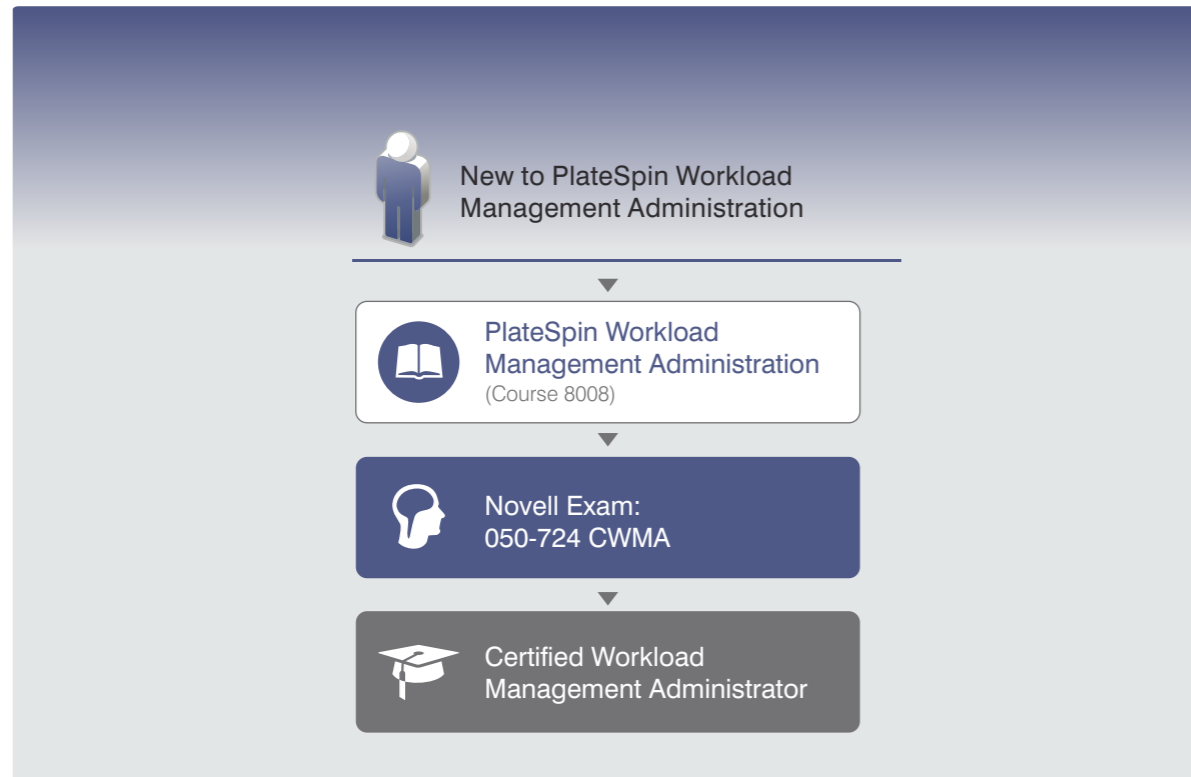 New to PlateSpin Workload
Management Administration
PlateSpin Workload
Management Administration
(Course 8008)
Novell Exam:
050-724 CWMA
Certified Workload
Management Administrator